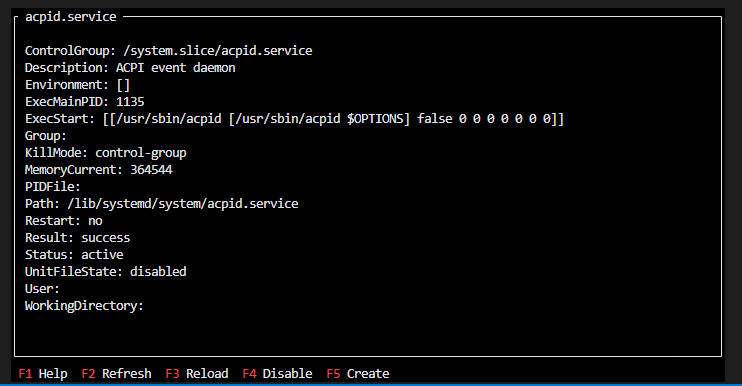 acpid.service
ControlGroup: /system.slice/acpid.service
Description: ACPI event daemon
Environment: []
ExecMainPID: 1135
ExecStart: [[/usr/sbin/acpid [/usr/sbin/acpid $OPTIONS] false 0 0 0 0 0 0 0]]
Group:
KillMode: control-group
MemoryCurrent: 364544
PIDFile:
Path: /lib/systemd/system/acpid.service
Restart: no
Result: success
Status: active
UnitFileState: disabled
User:
WorkingDirectory:
F1 Help F2 Refresh F3 Reload F4 Disable F5 Create